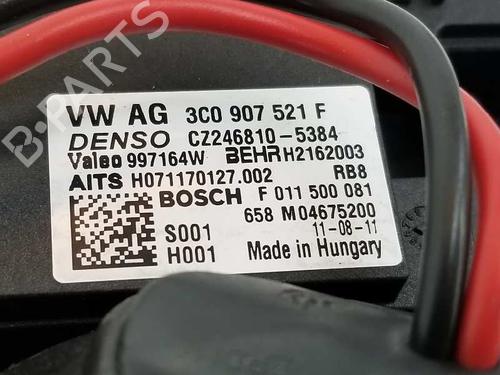 VW AG 3C0 907 521 F
DENSO CZ246810-5384
Valeo 997164W BEHR H2162003
AITS H071170127.002 RB8
BOSCH F 011 500 081
658 M04675200
S001 11-08-11
H001 Made in Hungary
B-PARTS